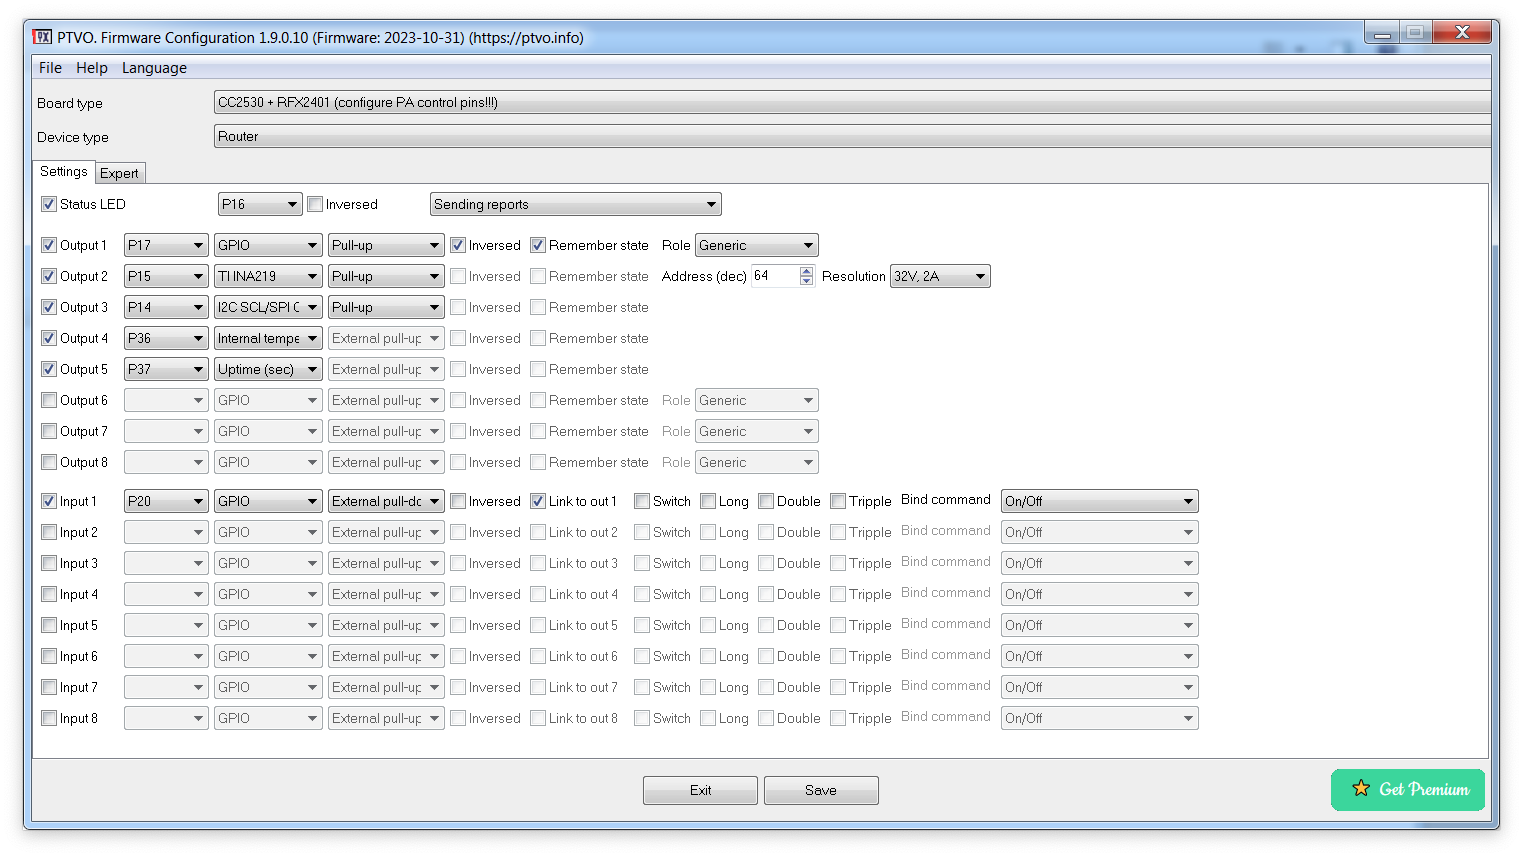 PTVO. Firmware Configuration 1.9.0.10 (Firmware: 2023-10-31) (https://ptvo.info)
File Help Language
Board type CC2530 + RFX2401 (configure PA control pins!!!)
Device type Router
Settings Expert
Status LED P16 Inversed Sending reports
Output 1 P17 GPIO Pull-up Inversed Remember state Role Generic
Output 2 P15 TI INA219 Pull-up Inversed Remember state Address (dec) 64 Resolution 32V, 2A
Output 3 P14 I2C SCL/SPI C Pull-up Inversed Remember state
Output 4 P36 Internal tempe External pull-up Inversed Remember state
Output 5 P37 Uptime (sec) External pull-up Inversed Remember state
Output 6 GPIO External pull-up Inversed Remember state Role Generic
Output 7 GPIO External pull-up Inversed Remember state Role Generic
Output 8 GPIO External pull-up Inversed Remember state Role Generic
Input 1 P20 GPIO External pull-dc Inversed Link to out 1 Switch Long Double Tripple Bind command On/Off
Input 2 GPIO External pull-up Inversed Link to out 2 Switch Long Double Tripple Bind command On/Off
Input 3 GPIO External pull-up Inversed Link to out 3 Switch Long Double Tripple Bind command On/Off
Input 4 GPIO External pull-up Inversed Link to out 4 Switch Long Double Tripple Bind command On/Off
Input 5 GPIO External pull-up Inversed Link to out 5 Switch Long Double Tripple Bind command On/Off
Input 6 GPIO External pull-up Inversed Link to out 6 Switch Long Double Tripple Bind command On/Off
Input 7 GPIO External pull-up Inversed Link to out 7 Switch Long Double Tripple Bind command On/Off
Input 8 GPIO External pull-up Inversed Link to out 8 Switch Long Double Tripple Bind command On/Off
Exit Save Get Premium